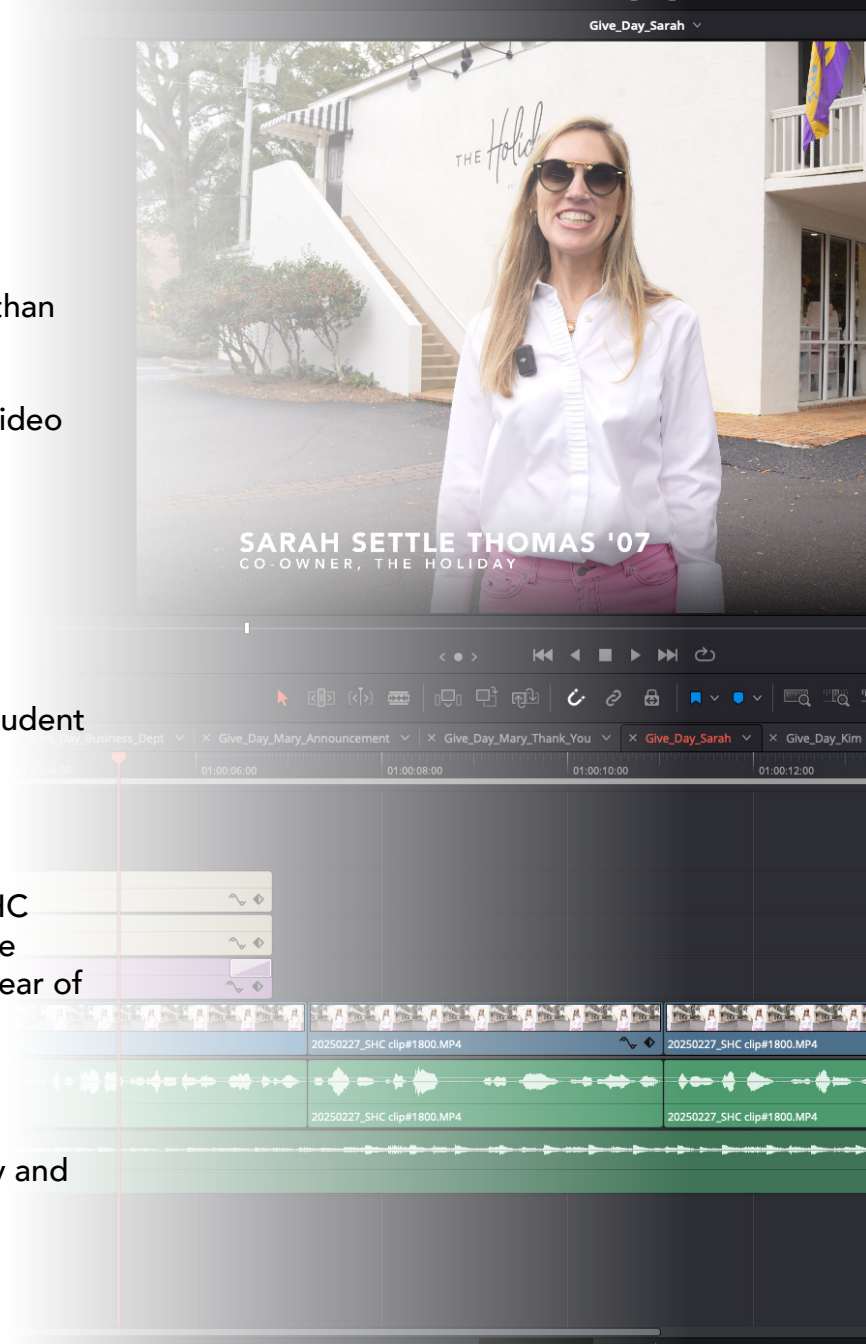 Give_Day_Sarah
THE Holid
than
ideo
SARAH SETTLE THOMAS '07
CO-OWNER, THE HOLIDAY
udent
Day_Business_Dept
Give_Day_Mary_Announcement
Give_Day_Mary_Thank_You
Give_Day_Sarah
Give_Day_Kim
01:00:06:00
01:00:08:00
01:00:10:00
01:00:12:00
HC
e
ear of
20250227_SHC clip#1800.MP4
20250227_SHC clip#1800.MP4
20250227_SHC clip#1800.MP4
20250227_SHC clip#1800.MP4
y and